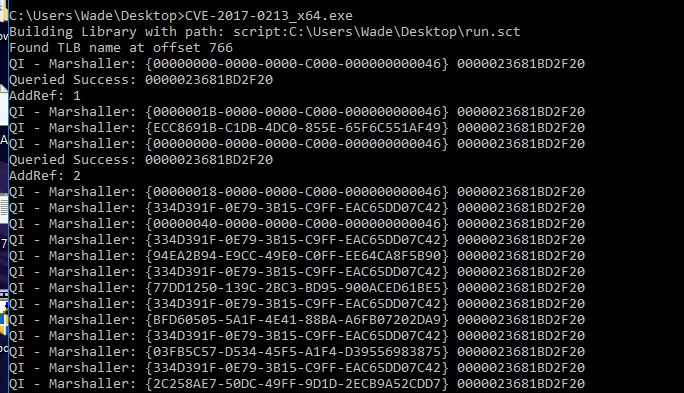 C:\Users\Wade\Desktop>CVE-2017-0213_x64.exe
Building Library with path: script:C:\Users\Wade\Desktop\run.sct
Found TLB name at offset 766
QI - Marshaller: {00000000-0000-0000-C000-000000000046} 0000023681BD2F20
Queried Success: 0000023681BD2F20
AddRef: 1
QI - Marshaller: {0000001B-0000-0000-C000-000000000046} 0000023681BD2F20
QI - Marshaller: {ECC8691B-C1DB-4DC0-855E-65F6C551AF49} 0000023681BD2F20
QI - Marshaller: {00000000-0000-0000-C000-000000000046} 0000023681BD2F20
Queried Success: 0000023681BD2F20
AddRef: 2
QI - Marshaller: {00000018-0000-0000-C000-000000000046} 0000023681BD2F20
QI - Marshaller: {334D391F-0E79-3B15-C9FF-EAC65DD07C42} 0000023681BD2F20
QI - Marshaller: {00000040-0000-0000-C000-000000000046} 0000023681BD2F20
QI - Marshaller: {334D391F-0E79-3B15-C9FF-EAC65DD07C42} 0000023681BD2F20
QI - Marshaller: {94EA2B94-E9CC-49E0-C0FF-EE64CA8F5B90} 0000023681BD2F20
QI - Marshaller: {334D391F-0E79-3B15-C9FF-EAC65DD07C42} 0000023681BD2F20
QI - Marshaller: {77DD1250-139C-2BC3-BD95-900ACED61BE5} 0000023681BD2F20
QI - Marshaller: {334D391F-0E79-3B15-C9FF-EAC65DD07C42} 0000023681BD2F20
QI - Marshaller: {BFD60505-5A1F-4E41-88BA-A6FB07202DA9} 0000023681BD2F20
QI - Marshaller: {334D391F-0E79-3B15-C9FF-EAC65DD07C42} 0000023681BD2F20
QI - Marshaller: {03FB5C57-D534-45F5-A1F4-D39556983875} 0000023681BD2F20
QI - Marshaller: {334D391F-0E79-3B15-C9FF-EAC65DD07C42} 0000023681BD2F20
QI - Marshaller: {2C258AE7-50DC-49FF-9D1D-2ECB9A52CDD7} 0000023681BD2F20